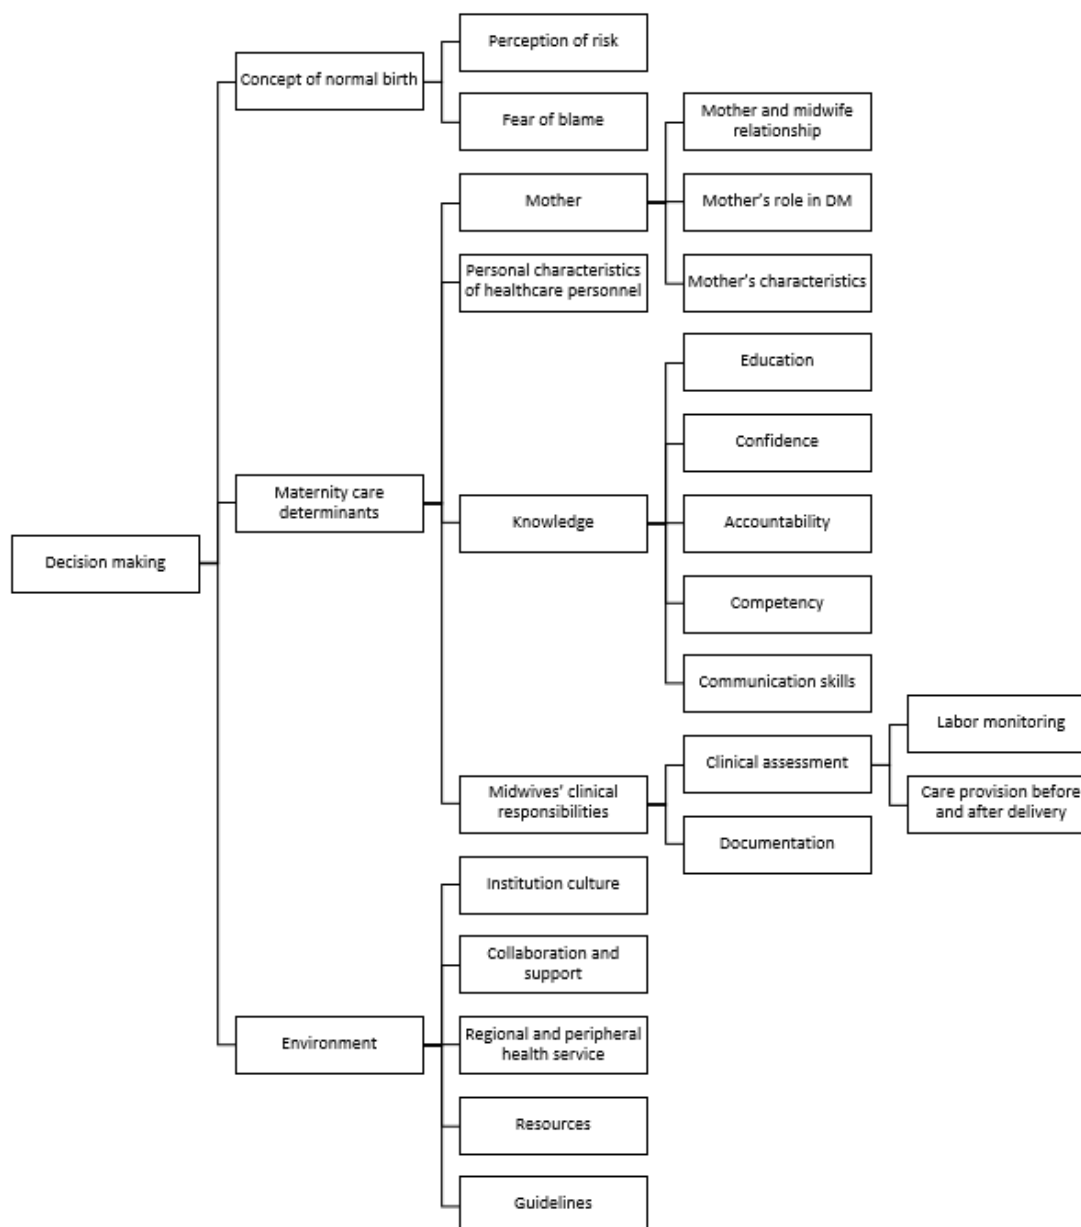 Perception of risk
Concept of normal birth
Fear of blame
Mother and midwife
relationship
Mother
Mother’s role in DM
Personal characteristics
of healthcare personnel
Mother’s characteristics
Education
Confidence
Maternity care
determinants
Knowledge
Accountability
Decision making
Competency
Communication skills
Labor monitoring
Clinical assessment
Midwives’ clinical
responsibilities
Care provision before
and after delivery
Documentation
Institution culture
Collaboration and
support
Environment
Regional and peripheral
health service
Resources
Guidelines